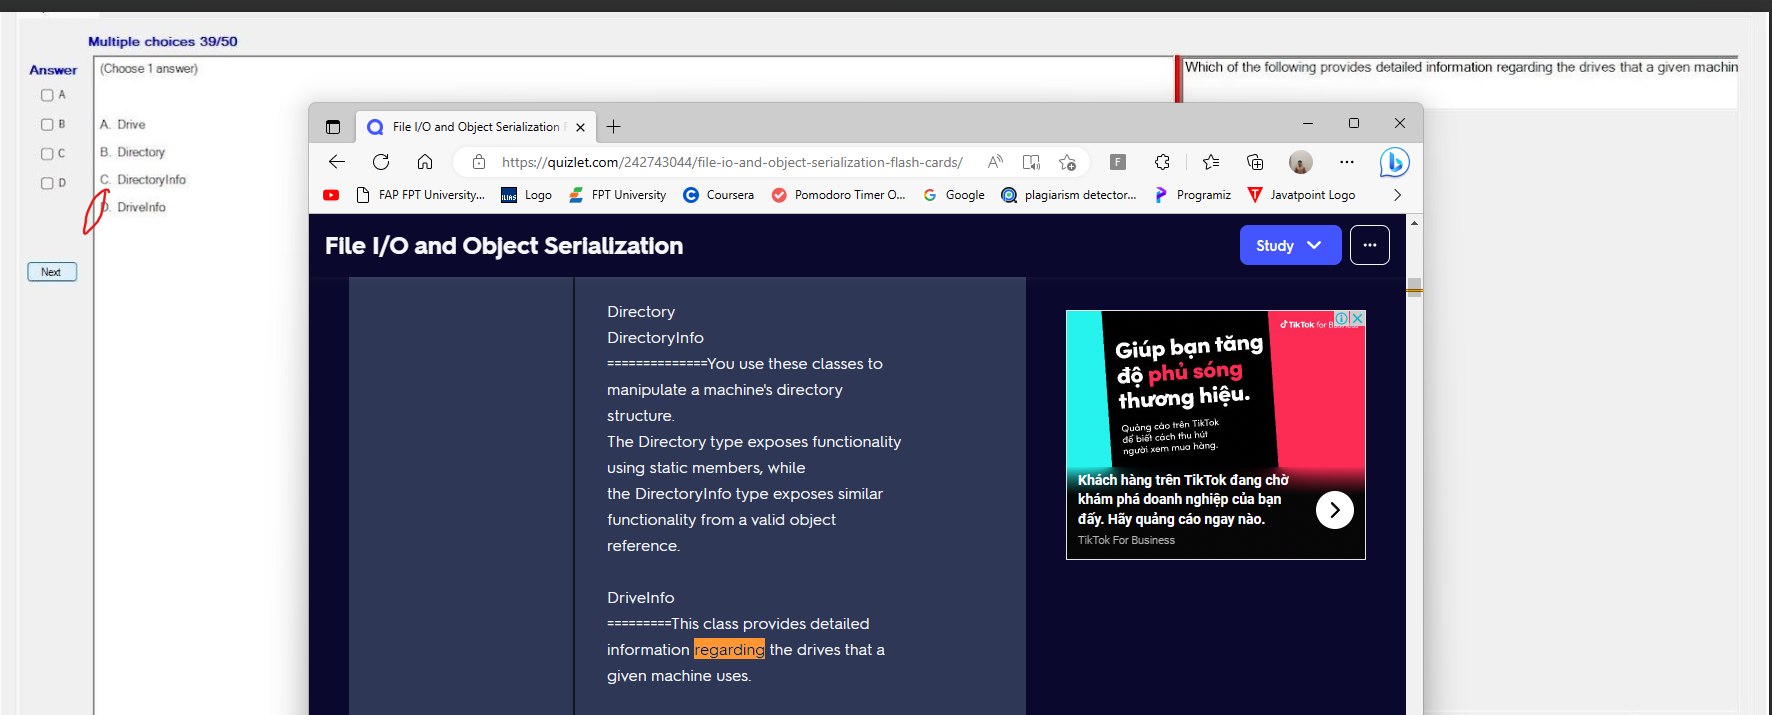 Multiple choices 39/50
Answer
(Choose 1 answer)
Which of the following provides detailed information regarding the drives that a given machin
A
B
C
D
A. Drive
B. Directory
C. DirectoryInfo
D. DriveInfo
Next
File I/O and Object Serialization
https://quizlet.com/242743044/file-io-and-object-serialization-flash-cards/
FAP FPT University...
Logo
FPT University
Coursera
Pomodoro Timer O...
Google
plagiarism detector...
Programiz
Javatpoint Logo
File I/O and Object Serialization
Study
Directory
DirectoryInfo
==============You use these classes to
manipulate a machine's directory
structure.
The Directory type exposes functionality
using static members, while
the DirectoryInfo type exposes similar
functionality from a valid object
reference.
DriveInfo
=========This class provides detailed
information regarding the drives that a
given machine uses.
TikTok for
Giúp bạn tăng
độ phủ sóng
thương hiệu.
Quảng cáo trên TikTok
để biết cách thu hút
người xem mua hàng.
Khách hàng trên TikTok đang chờ
khám phá doanh nghiệp của bạn
đấy. Hãy quảng cáo ngay nào.
TikTok For Business